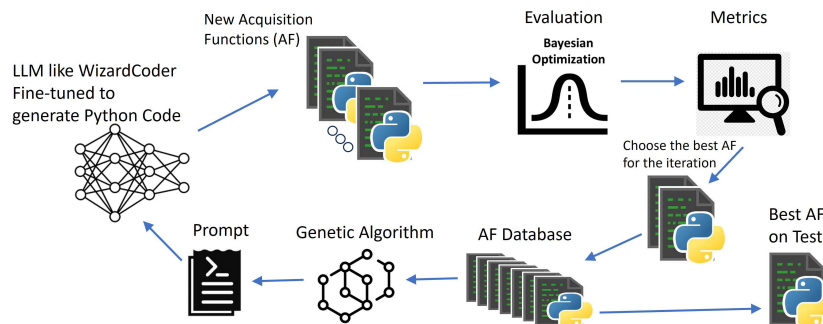 New Acquisition
Functions (AF)
Evaluation
Metrics
Bayesian
Optimization
LLM like WizardCoder
Fine-tuned to
generate Python Code
Choose the best AF
for the iteration
Prompt
Genetic Algorithm
AF Database
Best AF
on Test